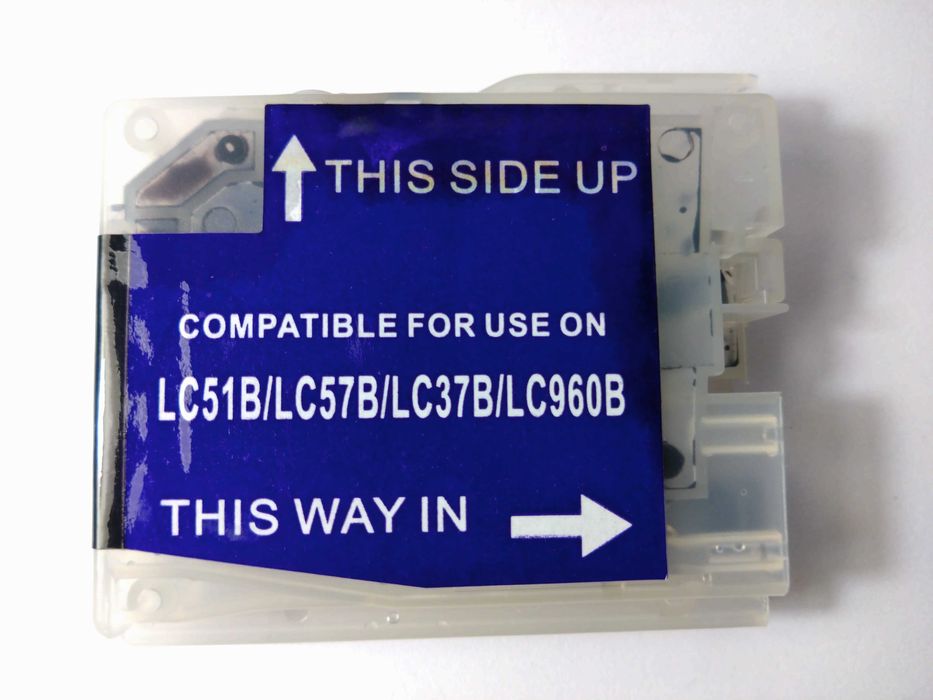 THIS SIDE UP
COMPATIBLE FOR USE ON
LC51B/LC57B/LC37B/LC960B
THIS WAY IN